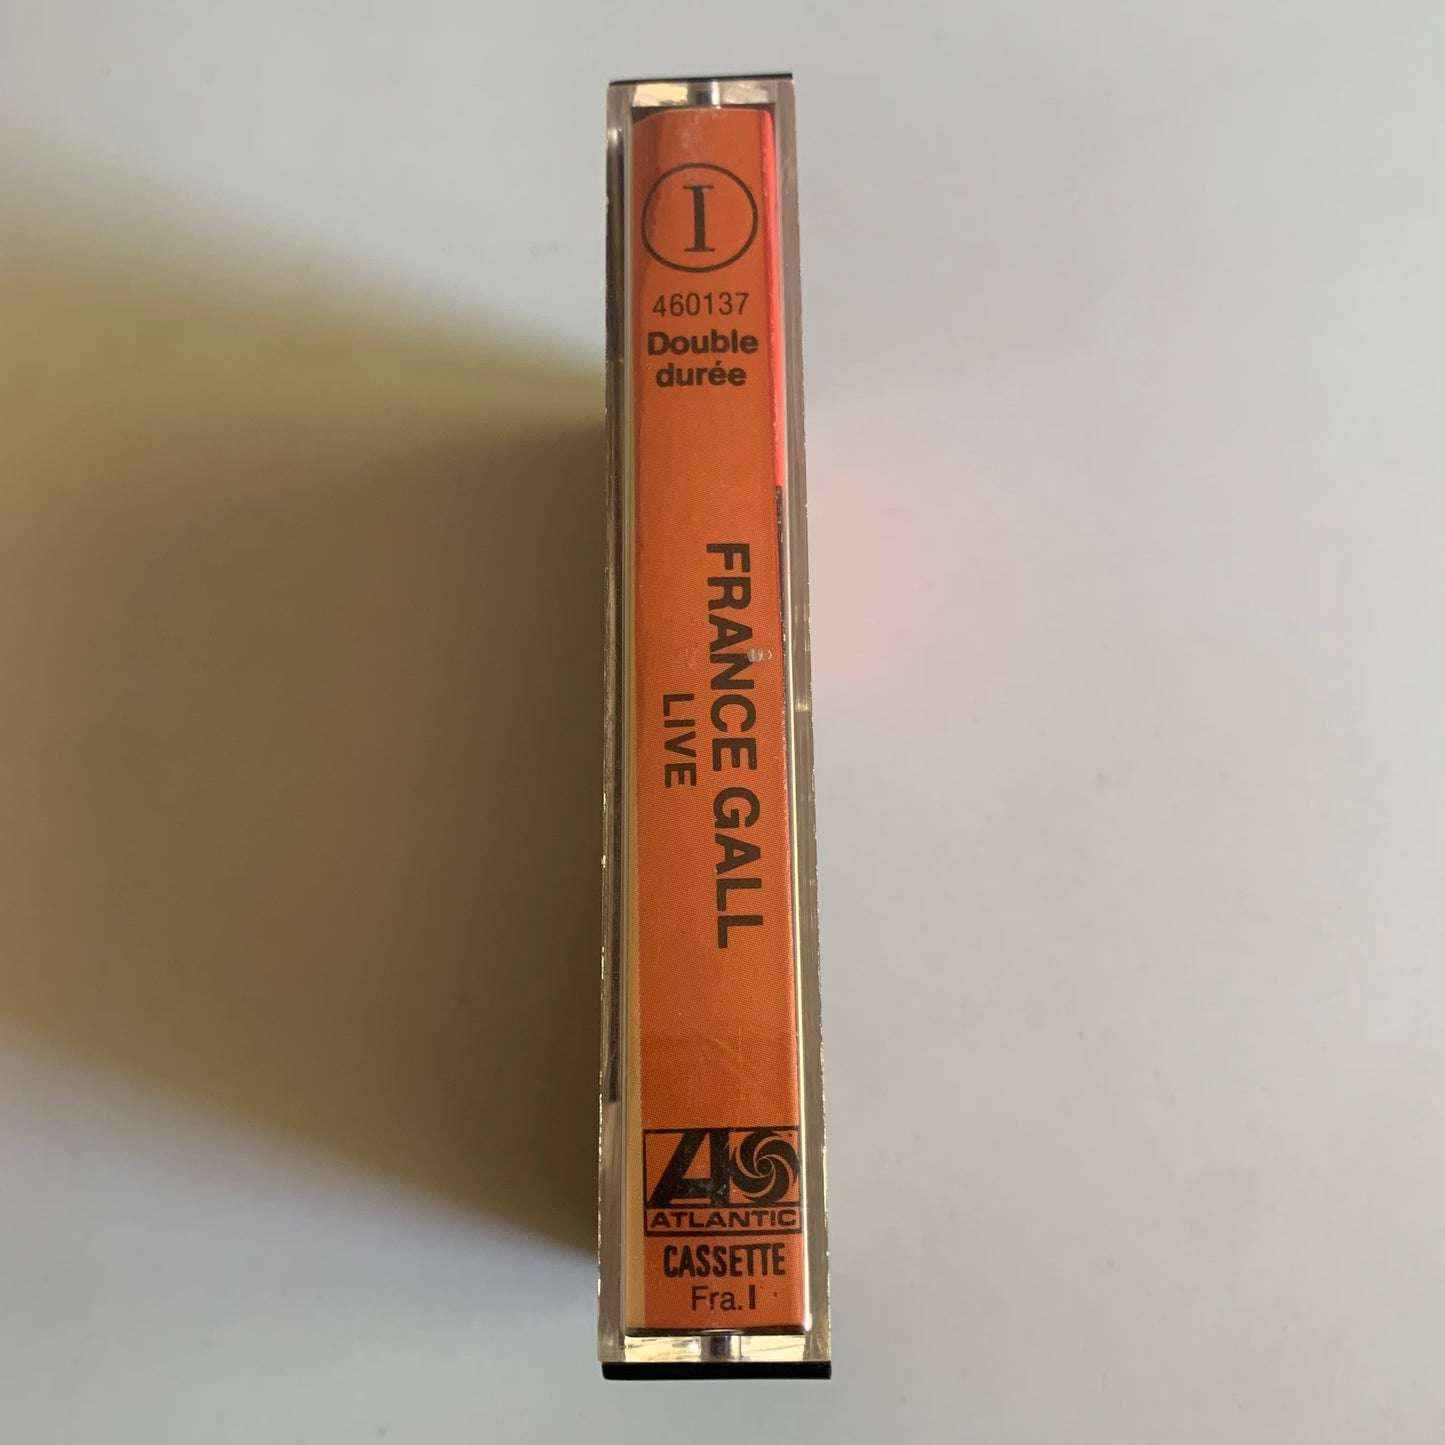 I
460137
Double
durée
FRANCE GALL
LIVE
ATLANTIC
CASSETTE
Fra.I